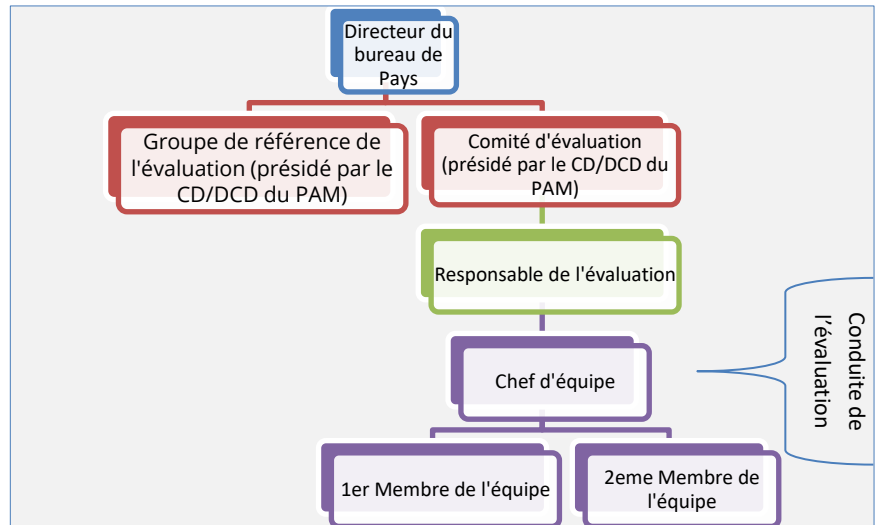 Directeur du
bureau de
Pays
Groupe de référence de
l'évaluation (présidé par le
CD/DCD du PAM)
Comité d'évaluation
(présidé par le CD/DCD du
PAM)
Responsable de l'évaluation
Chef d'équipe
Conduite de
l’évaluation
1er Membre de l'équipe
2eme Membre de
l'équipe